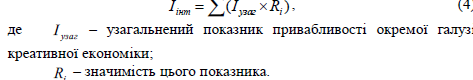 I_інт = ∑(I_узаг × R_i), (4)
де I_узаг – узагальнений показник привабливості окремої галузі
креативної економіки;
R_i – значимість цього показника.